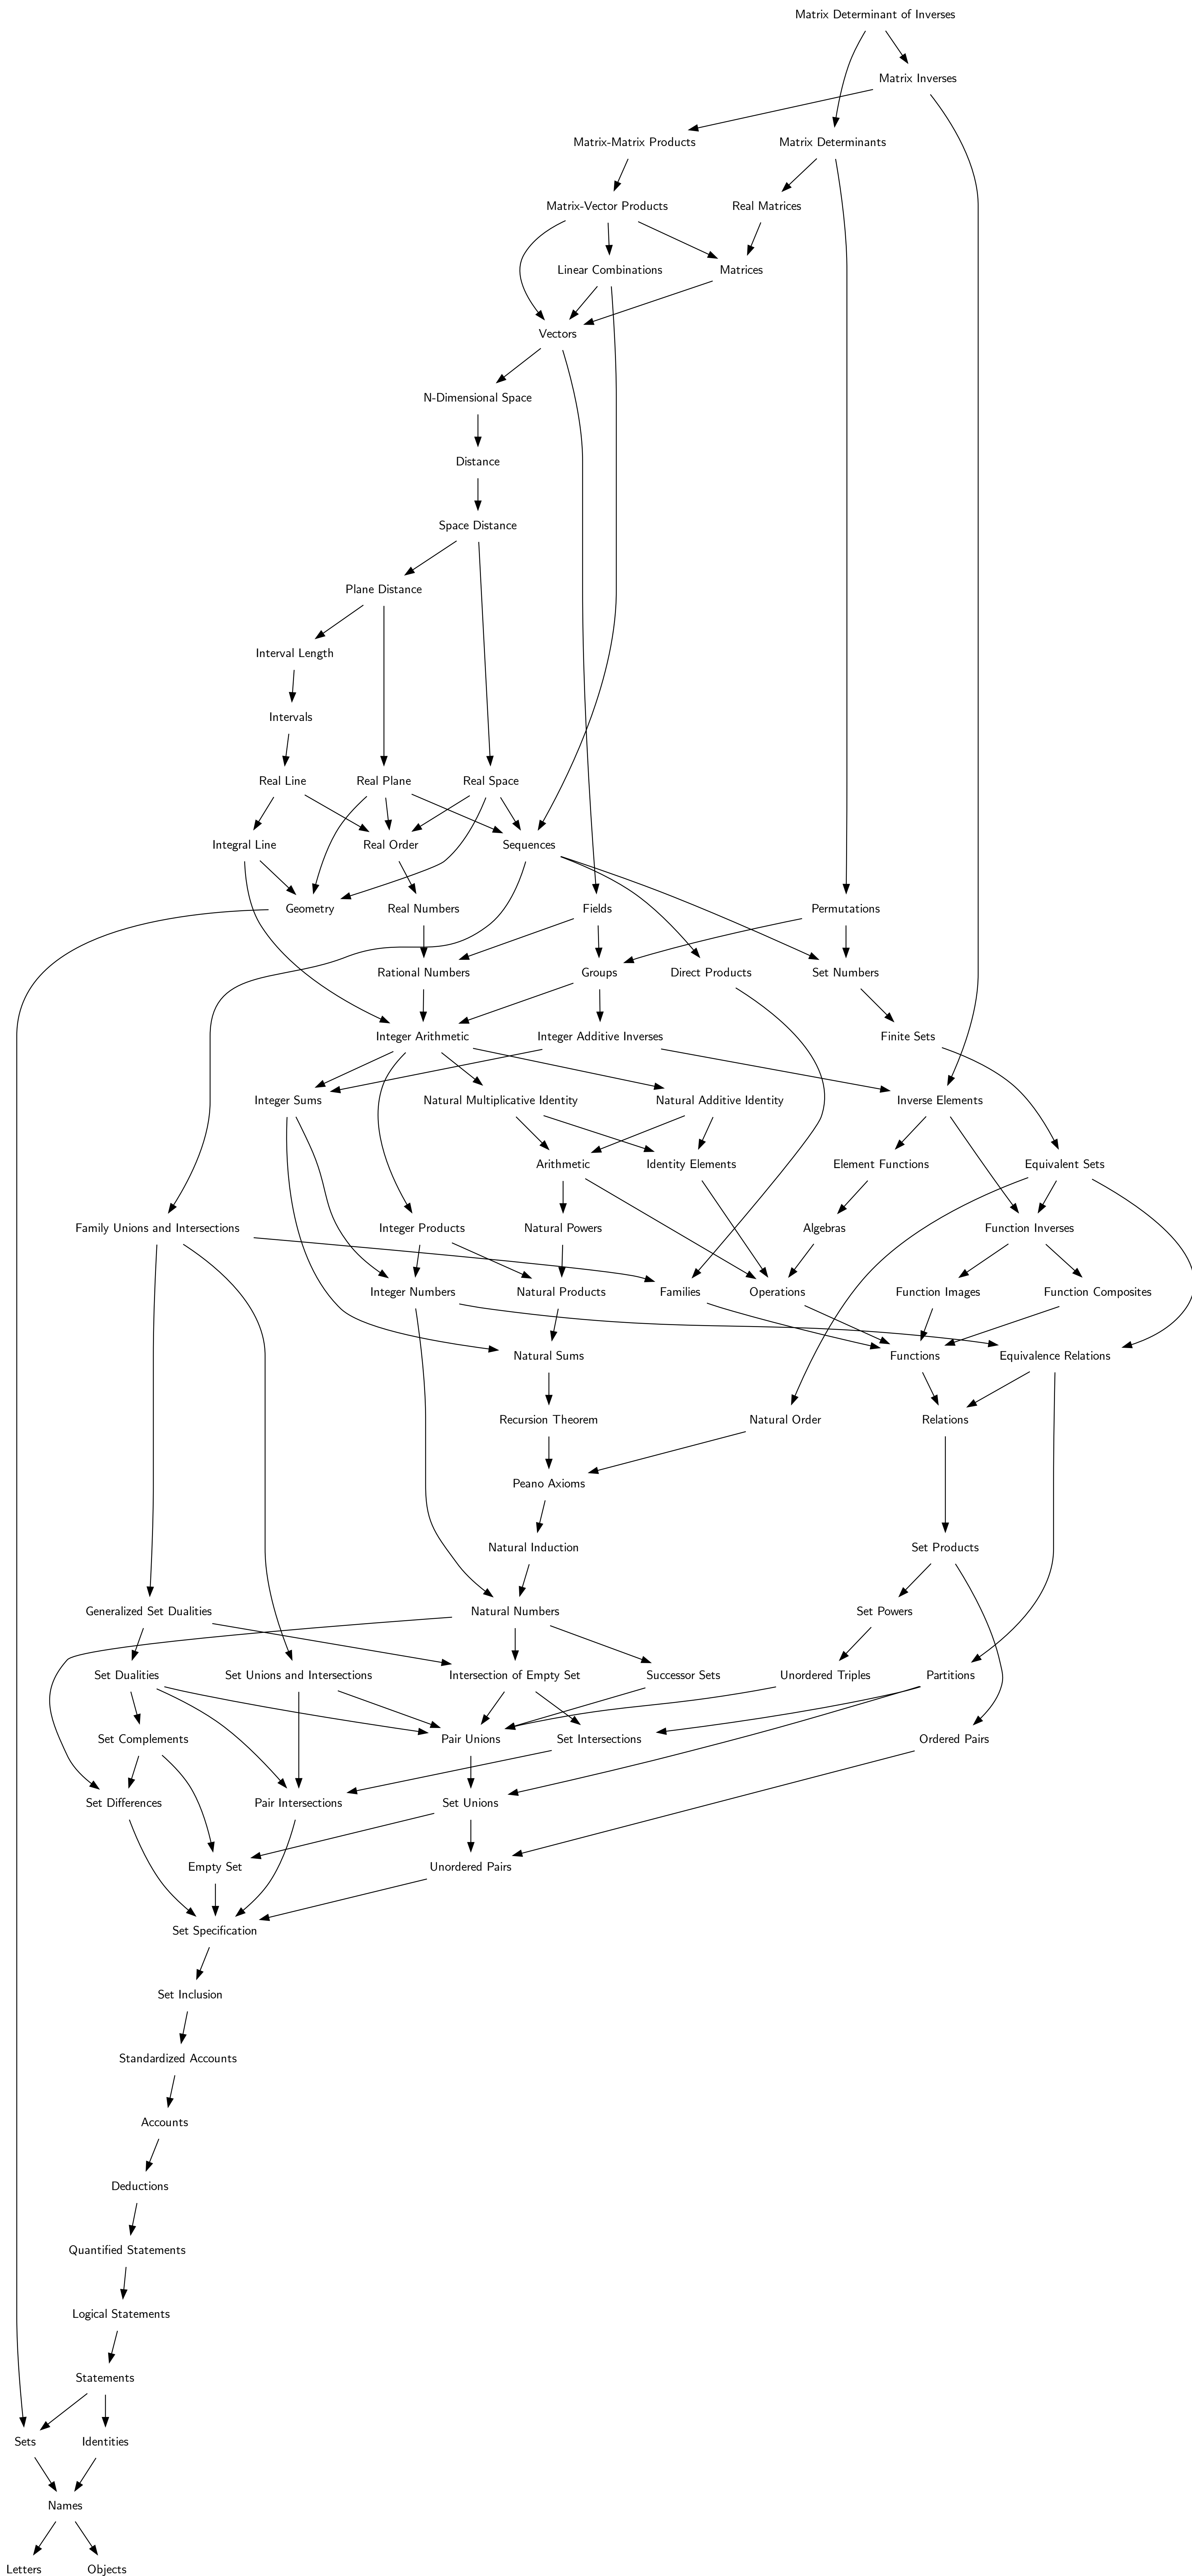 Matrix Determinant of Inverses
Matrix Inverses
Matrix-Matrix Products
Matrix Determinants
Matrix-Vector Products
Real Matrices
Linear Combinations
Matrices
Vectors
N-Dimensional Space
Distance
Space Distance
Plane Distance
Interval Length
Intervals
Real Line
Real Plane
Real Space
Integral Line
Real Order
Sequences
Geometry
Real Numbers
Fields
Permutations
Rational Numbers
Groups
Direct Products
Set Numbers
Integer Arithmetic
Integer Additive Inverses
Finite Sets
Integer Sums
Natural Multiplicative Identity
Natural Additive Identity
Inverse Elements
Arithmetic
Identity Elements
Element Functions
Equivalent Sets
Family Unions and Intersections
Integer Products
Natural Powers
Algebras
Function Inverses
Integer Numbers
Natural Products
Families
Operations
Function Images
Function Composites
Natural Sums
Functions
Equivalence Relations
Recursion Theorem
Natural Order
Relations
Peano Axioms
Natural Induction
Set Products
Generalized Set Dualities
Natural Numbers
Set Powers
Set Dualities
Set Unions and Intersections
Intersection of Empty Set
Successor Sets
Unordered Triples
Partitions
Set Complements
Pair Unions
Set Intersections
Ordered Pairs
Set Differences
Pair Intersections
Set Unions
Empty Set
Unordered Pairs
Set Specification
Set Inclusion
Standardized Accounts
Accounts
Deductions
Quantified Statements
Logical Statements
Statements
Sets
Identities
Names
Letters
Objects